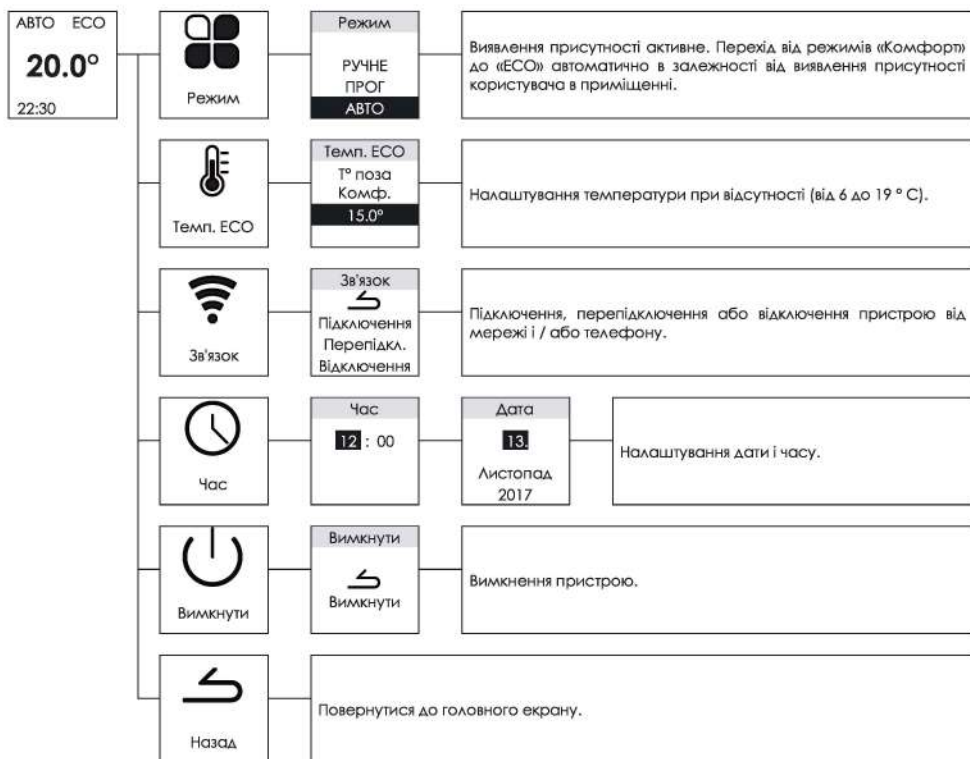 АВТО ECO
20.0°
22:30
Режим
Режим
РУЧНЕ
ПРОГ
АВТО
Виявлення присутності активне. Перехід від режимів «Комфорт»
до «ECO» автоматично в залежності від виявлення присутності
користувача в приміщенні.
Темп. ECO
Темп. ECO
T° поза
Комф.
15.0°
Налаштування температури при відсутності (від 6 до 19 ° C).
Зв'язок
Зв'язок
Підключення
Перепідкл.
Відключення
Підключення, перепідключення або відключення пристрою від
мережі і / або телефону.
Час
Час
12 : 00
Дата
13.
Листопад
2017
Налаштування дати і часу.
Вимкнути
Вимкнути
Вимкнути
Вимкнення пристрою.
Назад
Повернутися до головного екрану.